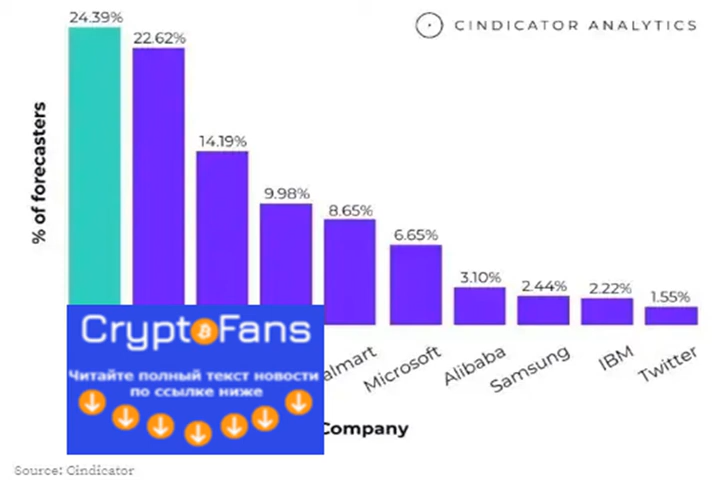 24.39%
CINDICATOR ANALYTICS
22.62%
14.19%
9.98%
8.65%
6.65%
3.10%
2.44%
2.22%
1.55%
% of forecasters
CryptoFans
Читайте полный текст новости
по ссылке ниже
Microsoft
Alibaba
Samsung
IBM
Twitter
Company
Source: Cindicator